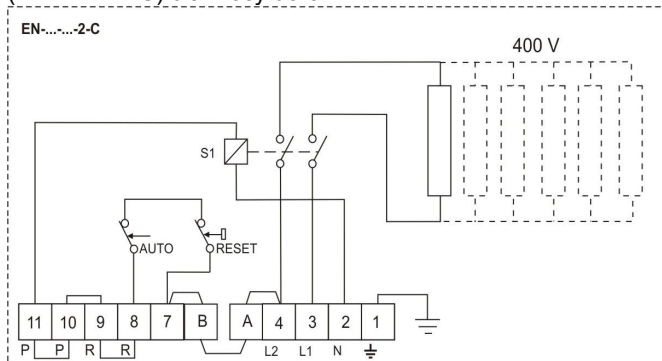 EN-...-...-2-C
400 V
S1
AUTO
RESET
11 10 9 8 7 B A 4 3 2 1
P P R R L2 L1 N